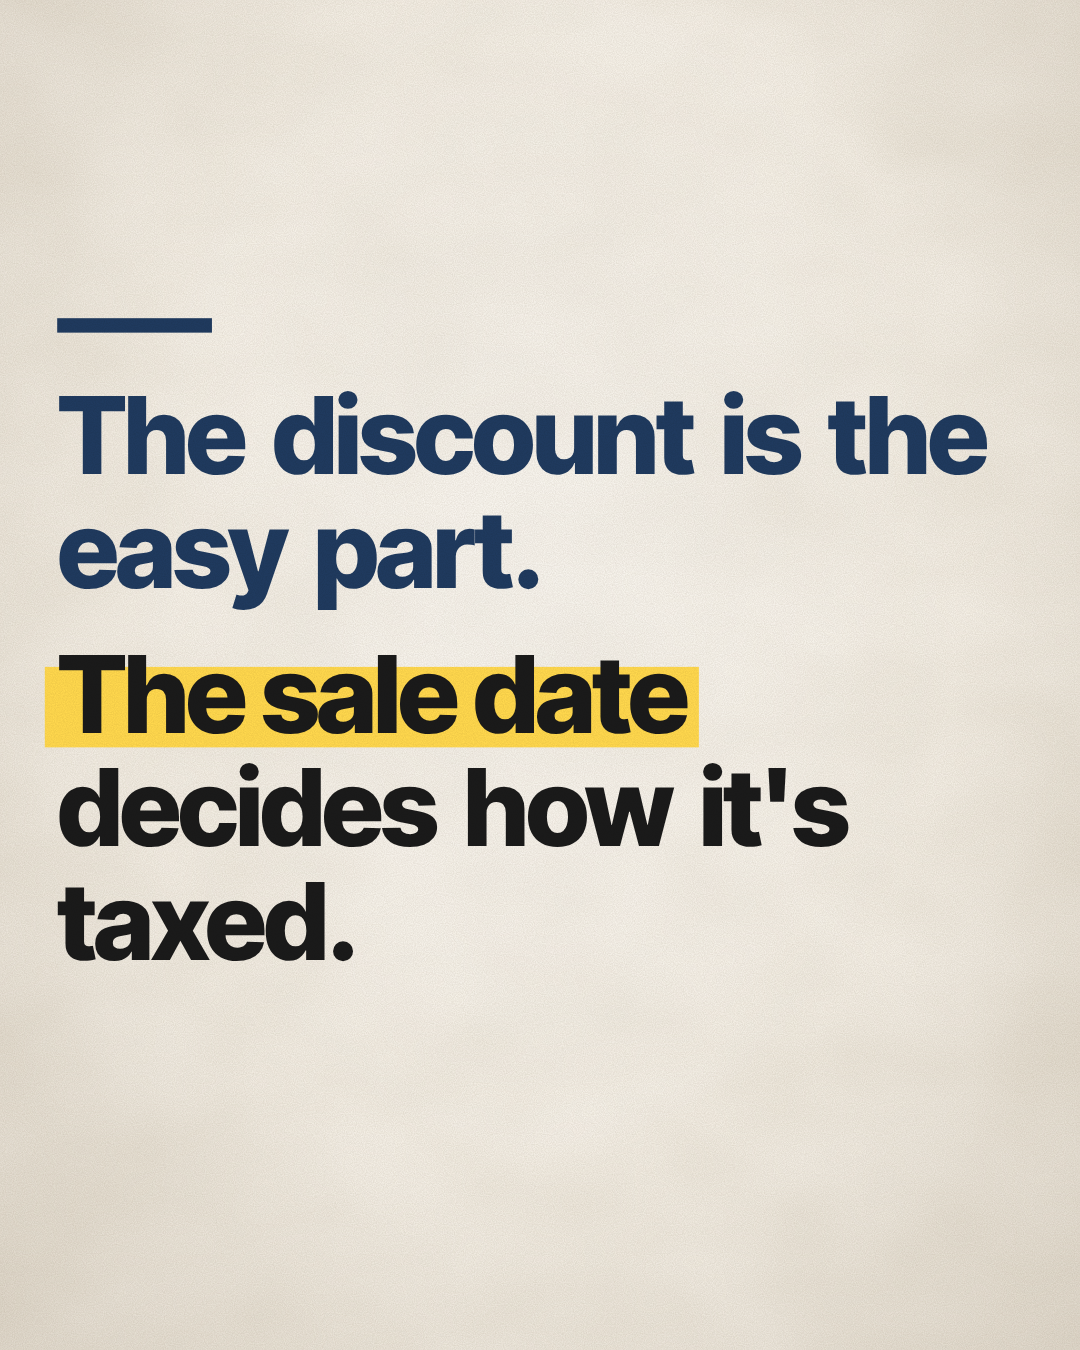 The discount is the
easy part.
The sale date
decides how it's
taxed.